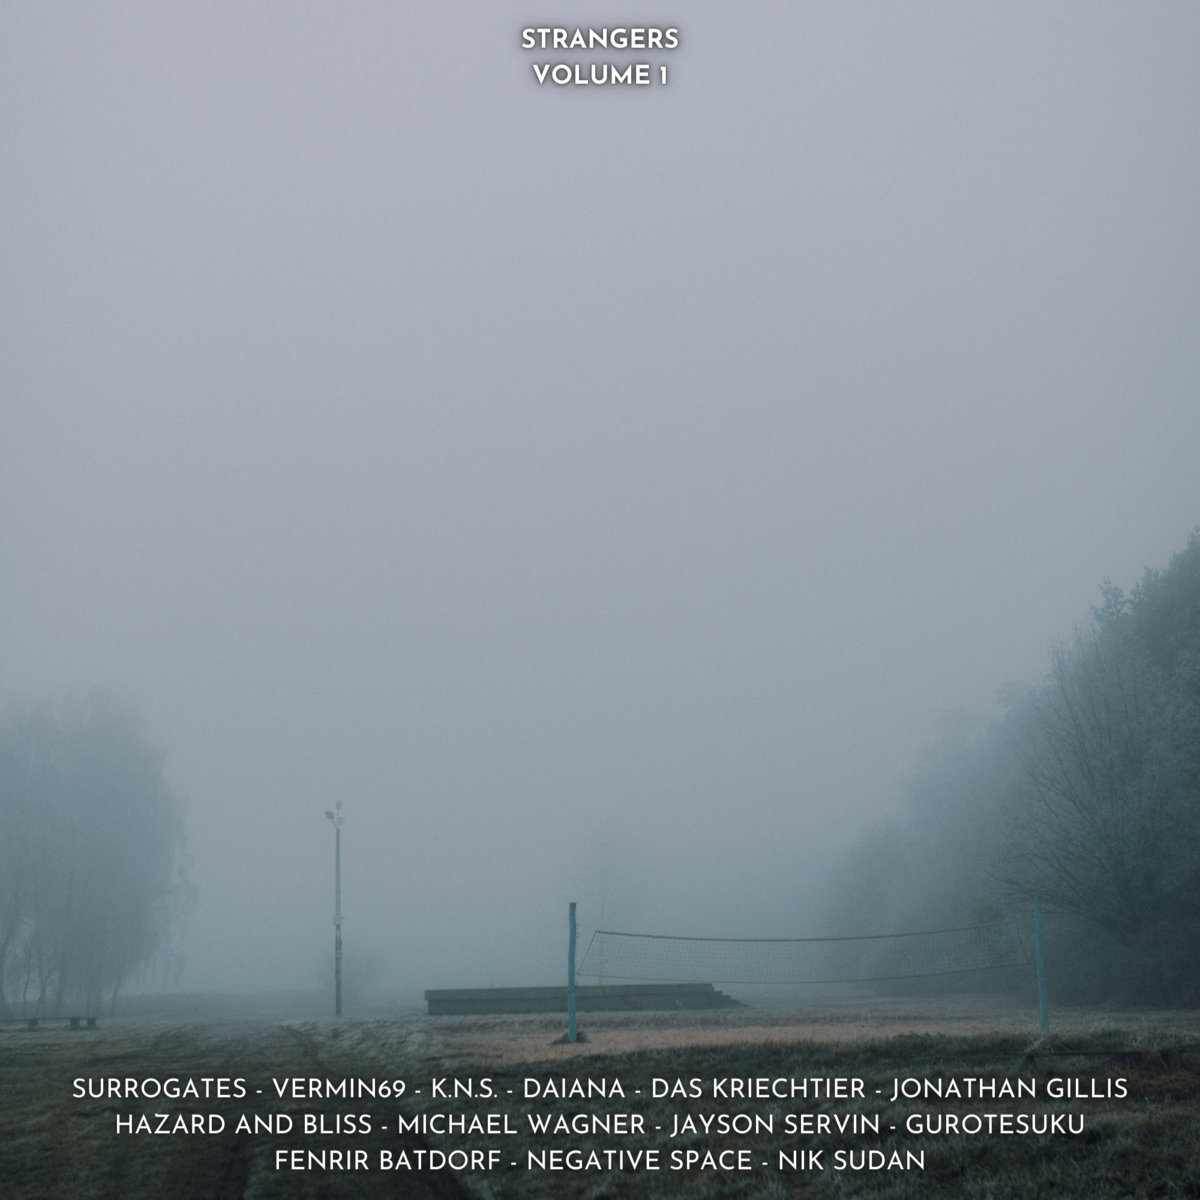 STRANGERS
VOLUME 1
SURROGATES - VERMIN69 - K.N.S. - DAIANA - DAS KRIECHTIER - JONATHAN GILLIS
HAZARD AND BLISS - MICHAEL WAGNER - JAYSON SERVIN - GUROTESUKU
FENRIR BATDORF - NEGATIVE SPACE - NIK SUDAN